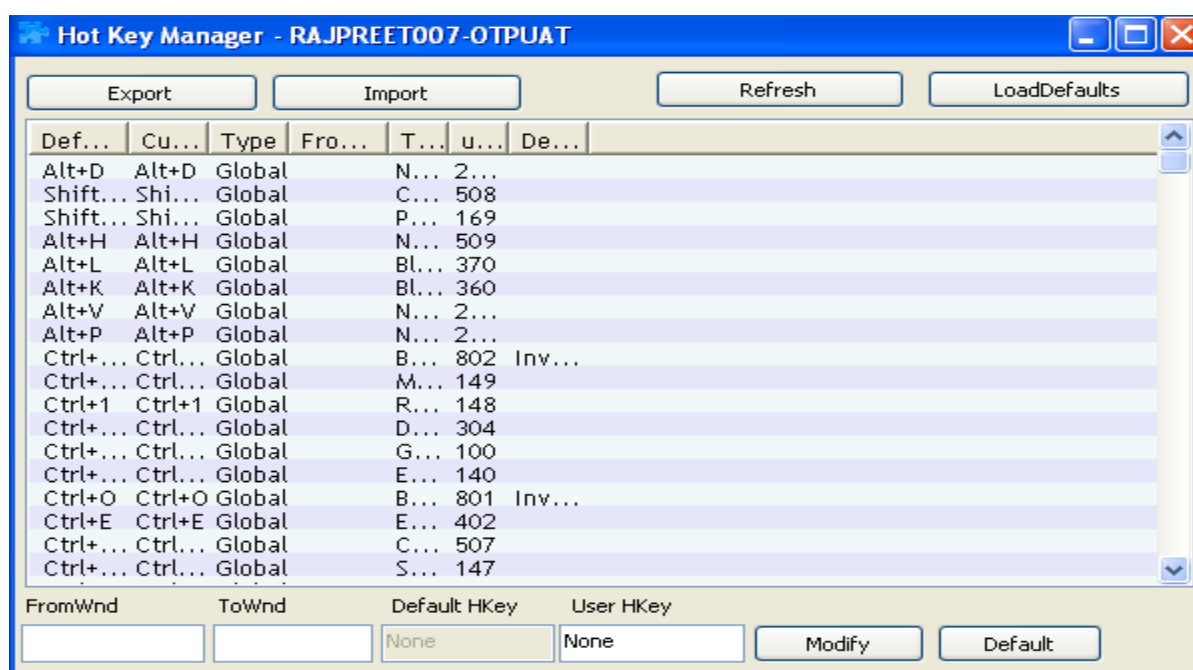 Hot Key Manager - RAJPREET007-OTPUAT
Export Import Refresh LoadDefaults
Def... Cu... Type Fro... T... u... De...
Alt+D Alt+D Global N... 2...
Shift... Shi... Global C... 508
Shift... Shi... Global P... 169
Alt+H Alt+H Global N... 509
Alt+L Alt+L Global Bl... 370
Alt+K Alt+K Global Bl... 360
Alt+V Alt+V Global N... 2...
Alt+P Alt+P Global N... 2...
Ctrl+... Ctrl... Global B... 802 Inv...
Ctrl+... Ctrl... Global M... 149
Ctrl+1 Ctrl+1 Global R... 148
Ctrl+... Ctrl... Global D... 304
Ctrl+... Ctrl... Global G... 100
Ctrl+... Ctrl... Global E... 140
Ctrl+O Ctrl+O Global B... 801 Inv...
Ctrl+E Ctrl+E Global E... 402
Ctrl+... Ctrl... Global C... 507
Ctrl+... Ctrl... Global S... 147
FromWnd ToWnd Default HKey User HKey
None None Modify Default